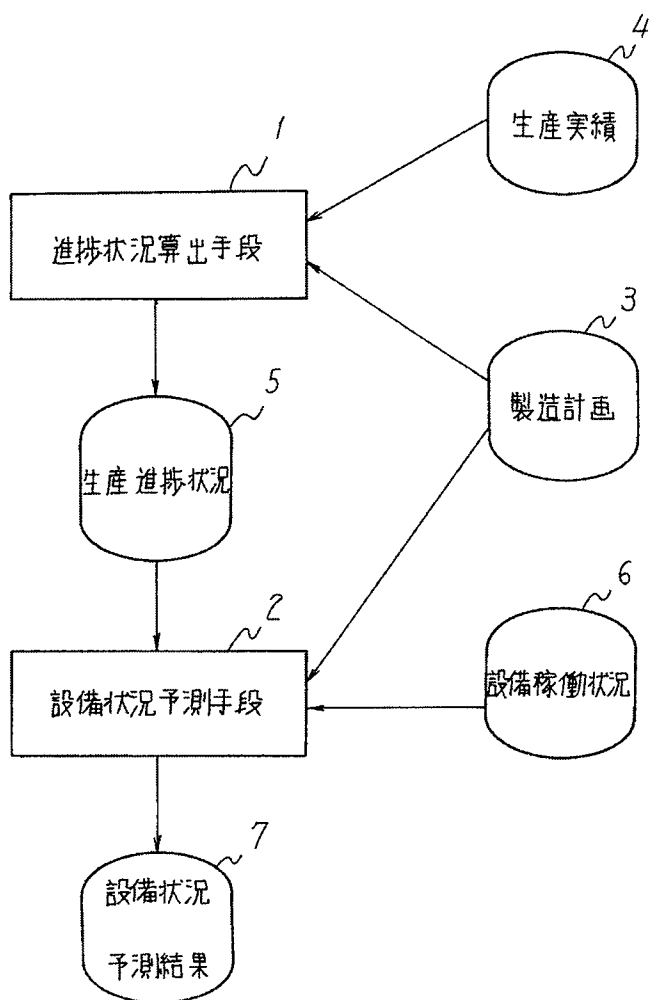 4
生産実績
1
進捗状況算出手段
3
製造計画
5
生産進捗状況
6
設備稼働状況
2
設備状況予測手段
7
設備状況
予測結果